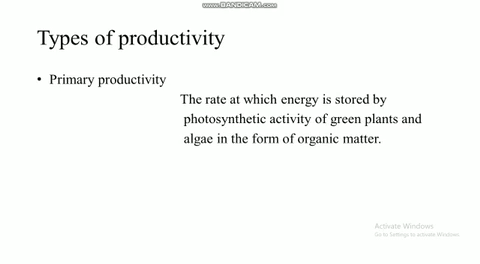 www.BANDICAM.com
Types of productivity
• Primary productivity
The rate at which energy is stored by
photosynthetic activity of green plants and
algae in the form of organic matter.
Activate Windows
Go to Settings to activate Windows.